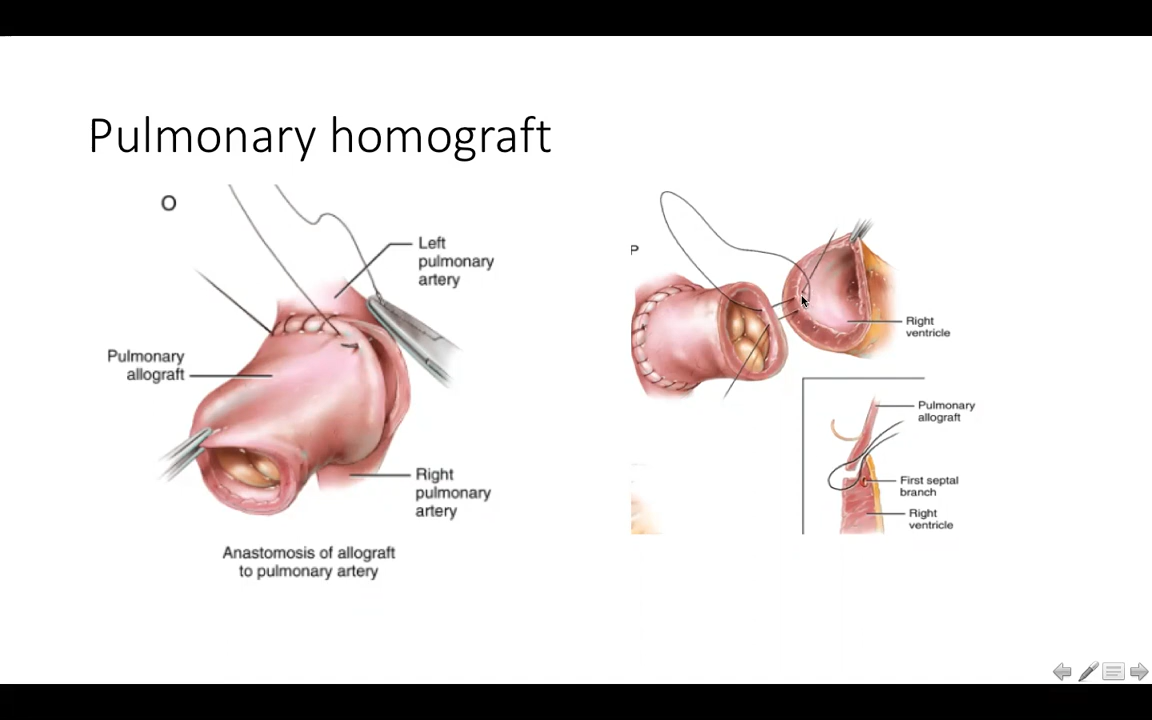 Pulmonary homograft
O
Left
pulmonary
artery
Pulmonary
allograft
Right
pulmonary
artery
Anastomosis of allograft
to pulmonary artery
P
Right
ventricle
Pulmonary
allograft
First septal
branch
Right
ventricle